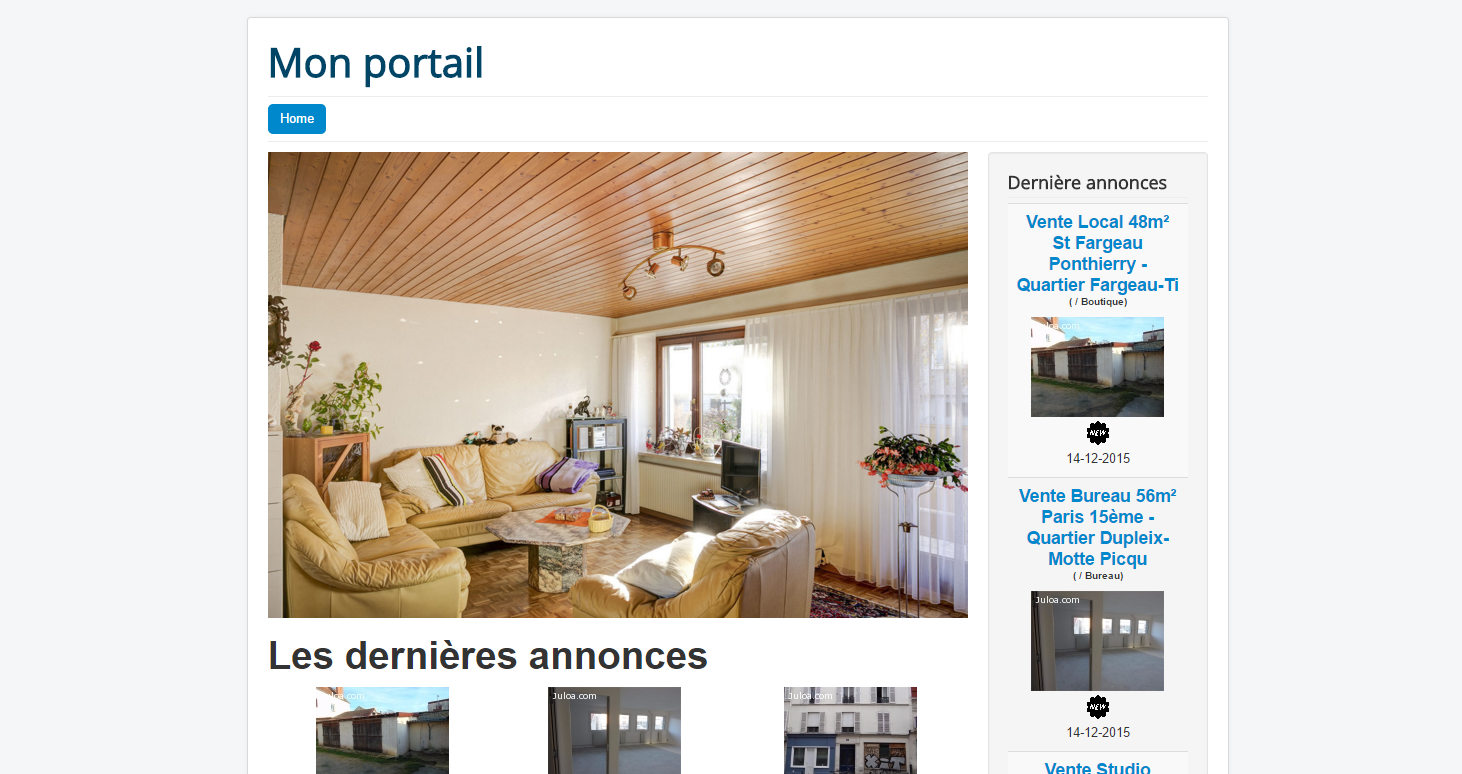 Mon portail
Home
Dernière annonces
Vente Local 48m²
St Fargeau
Ponthierry -
Quartier Fargeau-Ti
( / Boutique)
Juloa.com
NEW
14-12-2015
Vente Bureau 56m²
Paris 15ème -
Quartier Dupleix-
Motte Picqu
( / Bureau)
Juloa.com
NEW
14-12-2015
Vente Studio
Les dernières annonces
Juloa.com
Juloa.com
Juloa.com